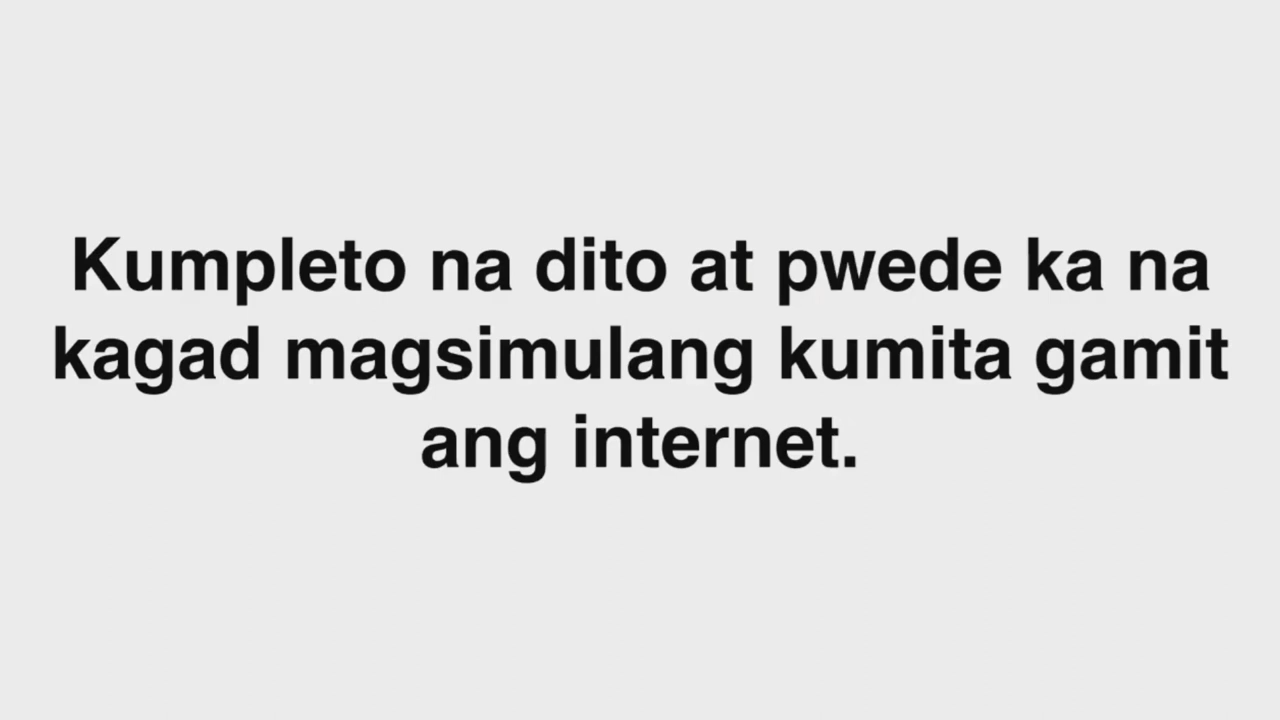 Kumpleto na dito at pwede ka na
kagad magsimulang kumita gamit
ang internet.